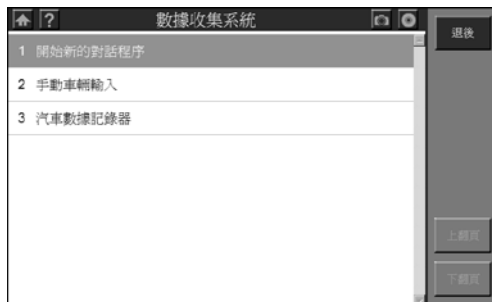 ? 數據收集系統
退後
1 開始新的對話程序
2 手動車輛輸入
3 汽車數據記錄器
上翻頁
下翻頁